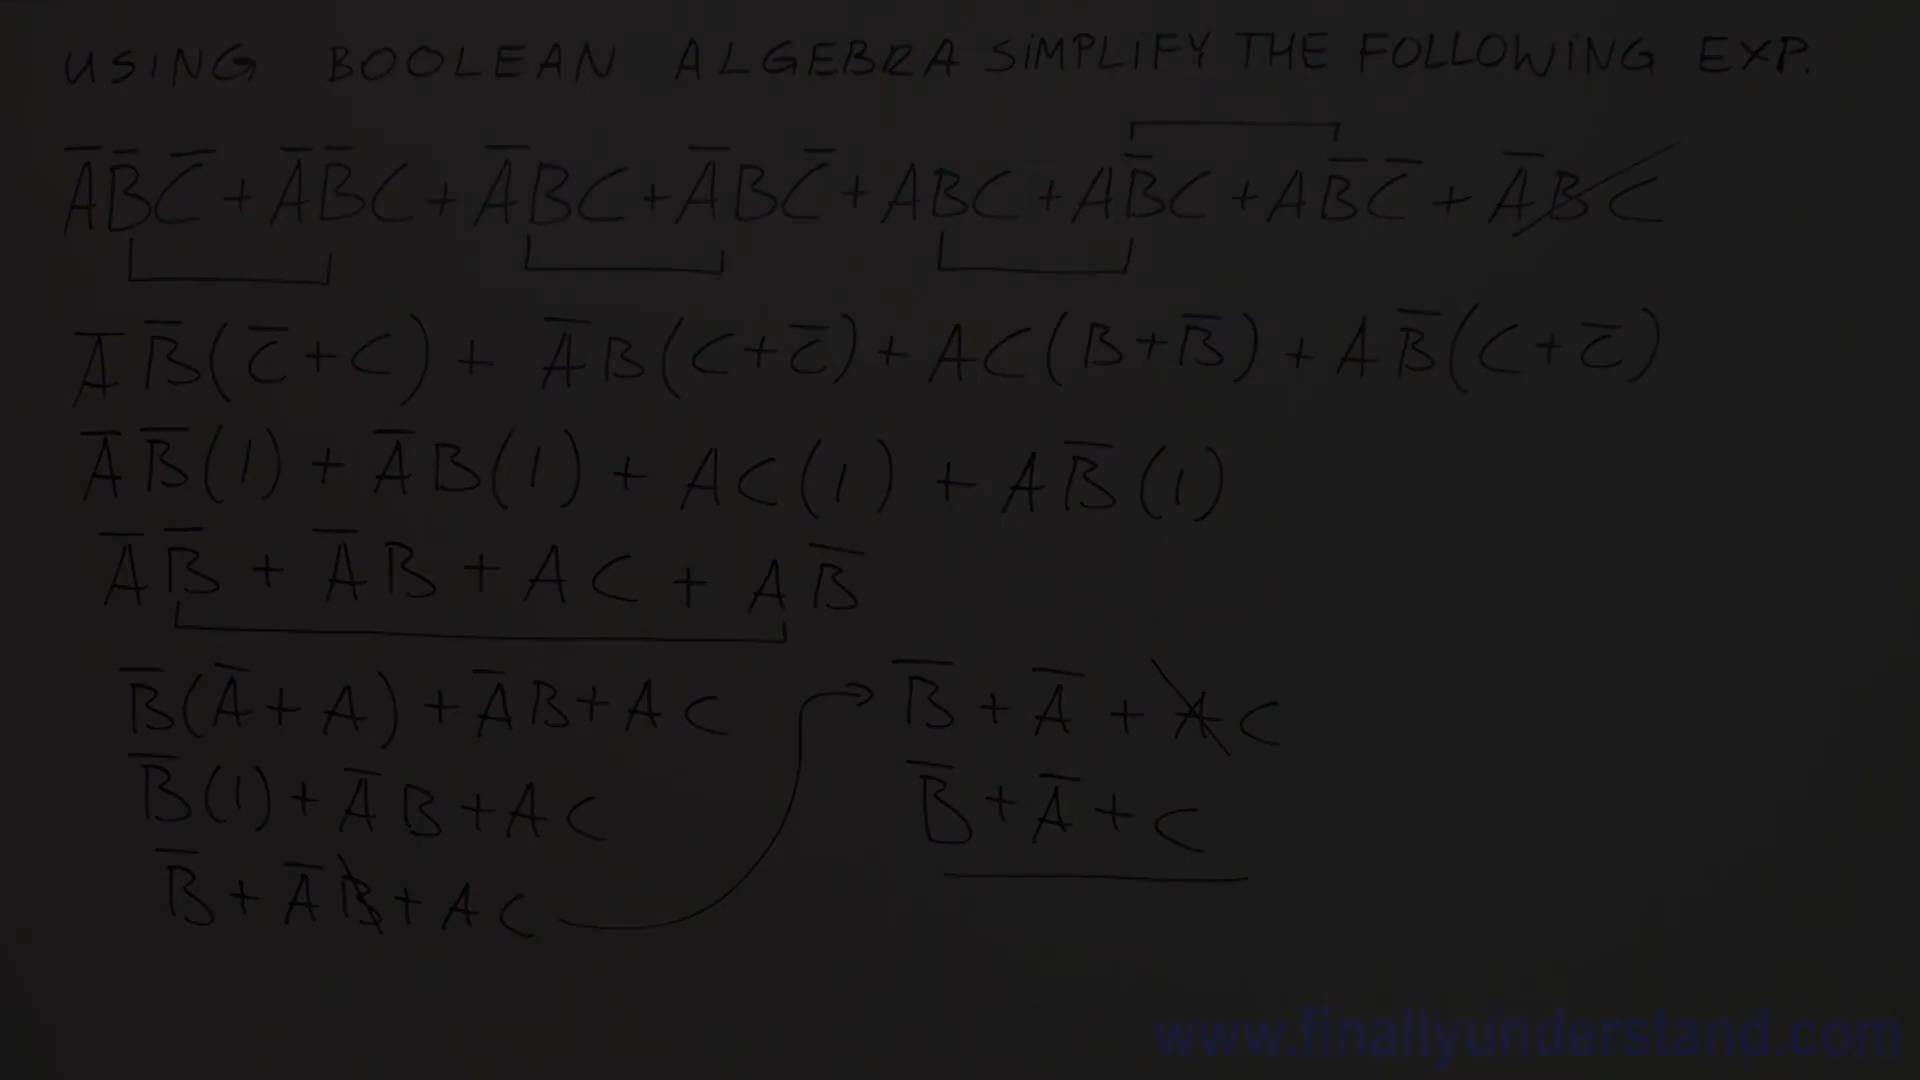 USING BOOLEAN ALGEBRA SIMPLIFY THE FOLLOWING EXP.
A̅B̅C̅ + A̅B̅C + A̅BC + A̅BC̅ + ABC + AB̅C + AB̅C̅ + A̅BC
A̅B̅(C̅+C) + A̅B(C+C̅) + AC(B+B̅) + AB̅(C+C̅)
A̅B̅(1) + A̅B(1) + AC(1) + AB̅(1)
A̅B̅ + A̅B + AC + AB̅
B̅(A̅+A) + A̅B+AC
B̅(1) + A̅B+AC
B̅ + A̅B + AC
B̅ + A̅ + AC
B̅+A̅+C
www.finallyunderstand.com